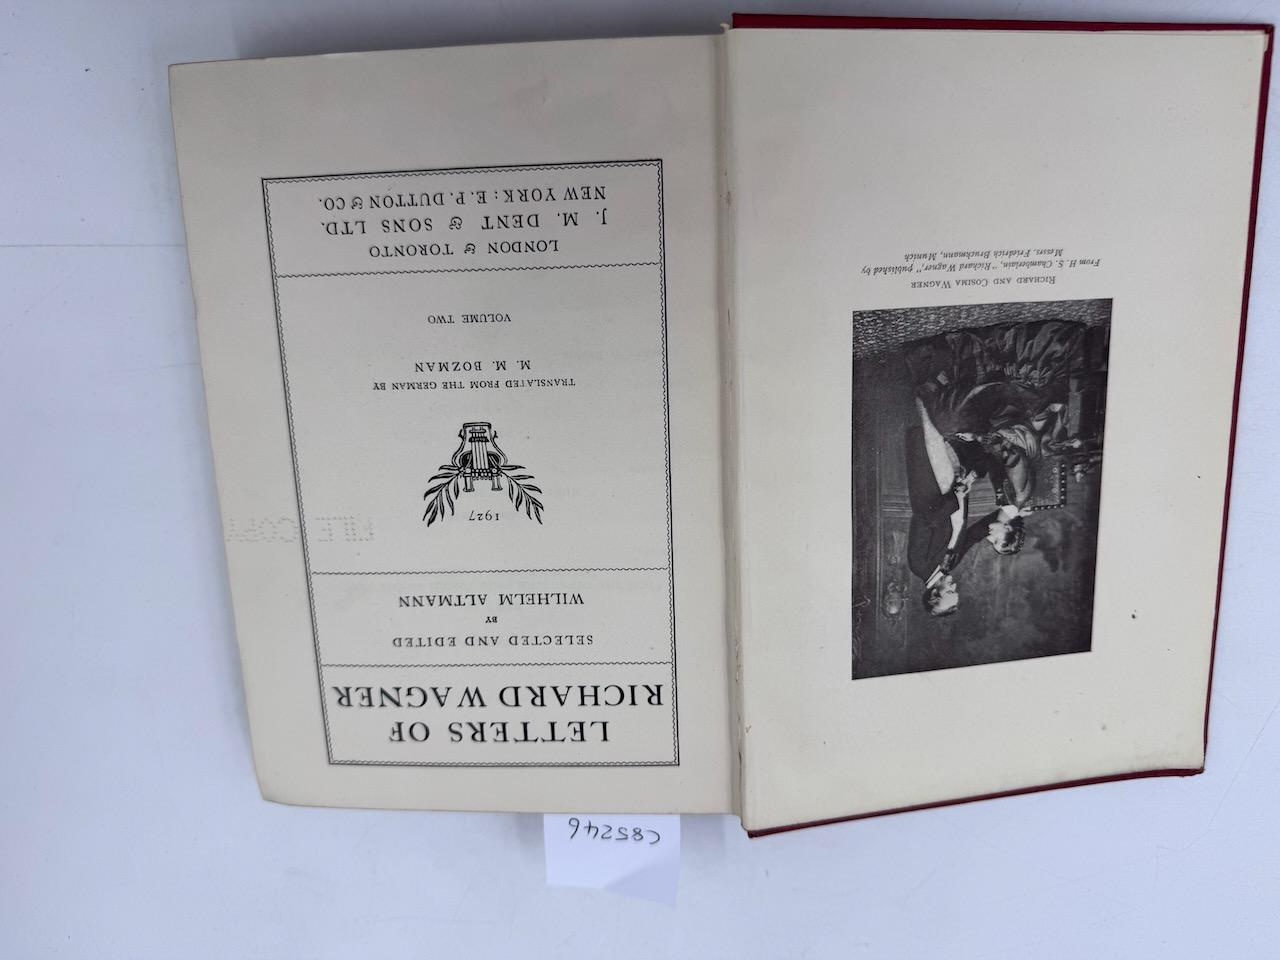 RICHARD AND COSIMA WAGNER
From H. S. Chamberlain, "Richard Wagner," published by
Messrs. Friedrich Bruckmann, Munich
LETTERS OF
RICHARD WAGNER
SELECTED AND EDITED
BY
WILHELM ALTMANN
1927
TRANSLATED FROM THE GERMAN BY
M. M. BOZMAN
VOLUME TWO
LONDON & TORONTO
J. M. DENT & SONS LTD.
NEW YORK: E. P. DUTTON & CO.
FILE COPY
C85246